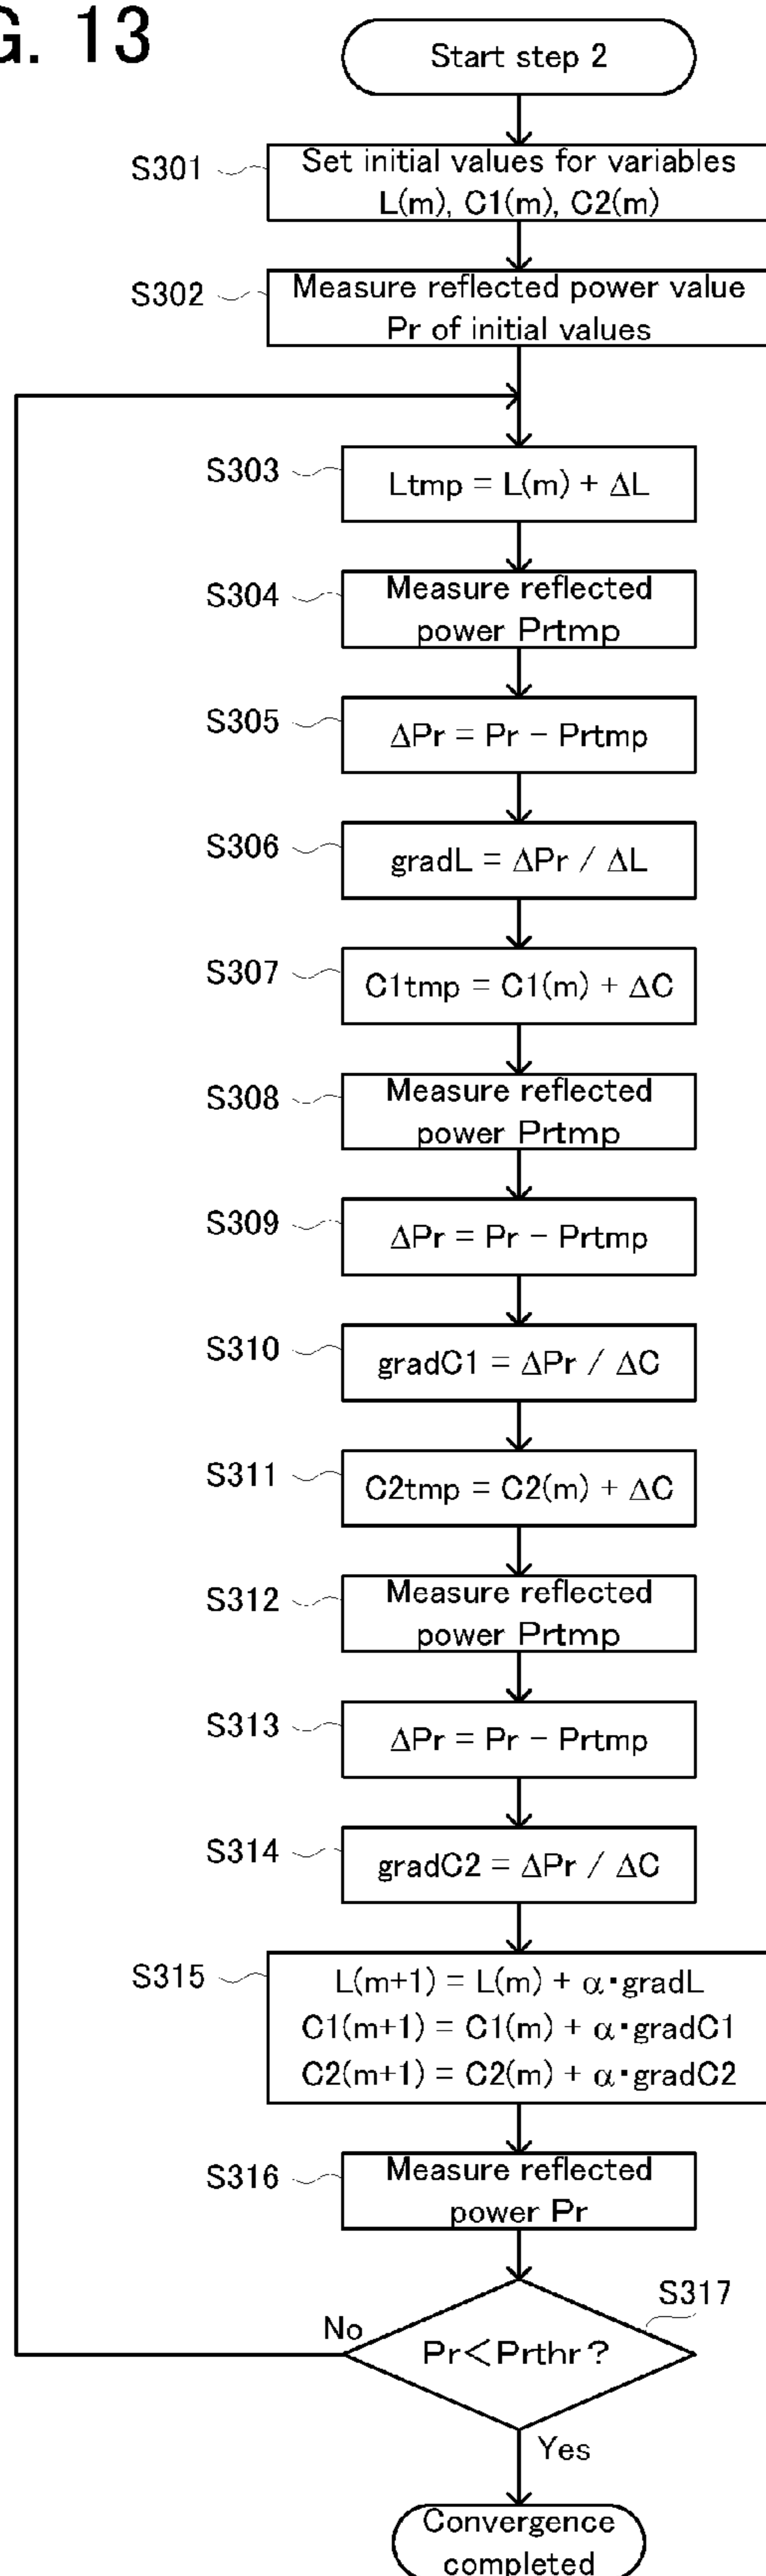 G. 13
Start step 2
S301
Set initial values for variables
L(m), C1(m), C2(m)
S302
Measure reflected power value
Pr of initial values
S303
Ltmp = L(m) + ΔL
S304
Measure reflected
power Prtmp
S305
ΔPr = Pr − Prtmp
S306
gradL = ΔPr / ΔL
S307
C1tmp = C1(m) + ΔC
S308
Measure reflected
power Prtmp
S309
ΔPr = Pr − Prtmp
S310
gradC1 = ΔPr / ΔC
S311
C2tmp = C2(m) + ΔC
S312
Measure reflected
power Prtmp
S313
ΔPr = Pr − Prtmp
S314
gradC2 = ΔPr / ΔC
S315
L(m+1) = L(m) + α·gradL
C1(m+1) = C1(m) + α·gradC1
C2(m+1) = C2(m) + α·gradC2
S316
Measure reflected
power Pr
S317
No
Pr<Prthr?
Yes
Convergence
completed